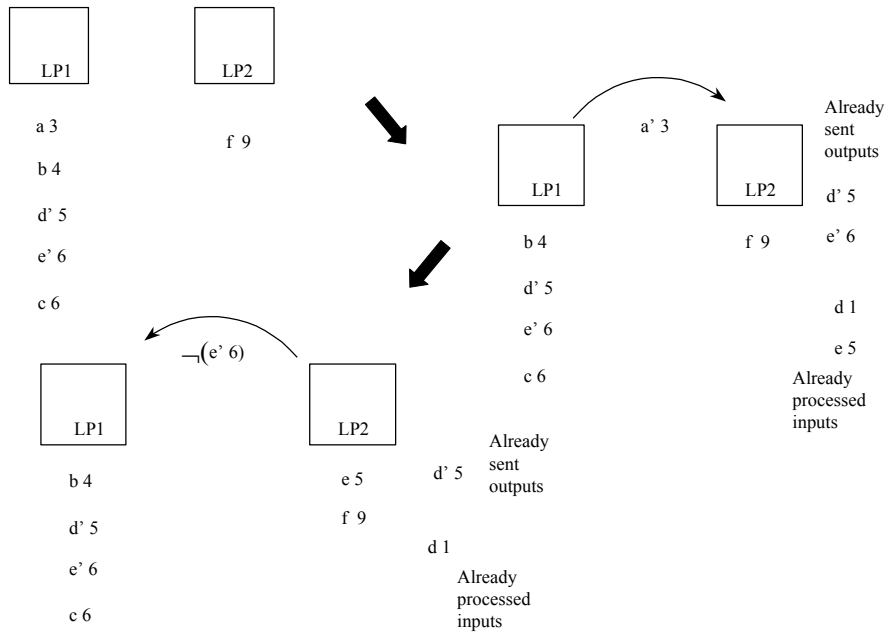 LP1
LP2
a 3
f 9
b 4
d’ 5
e’ 6
c 6
a’ 3
LP1
LP2
Already
sent
outputs
d’ 5
b 4
f 9
e’ 6
d’ 5
d 1
e’ 6
e 5
c 6
Already
processed
inputs
¬(e’ 6)
LP1
LP2
Already
sent
outputs
b 4
e 5
d’ 5
d’ 5
f 9
d 1
e’ 6
c 6
Already
processed
inputs